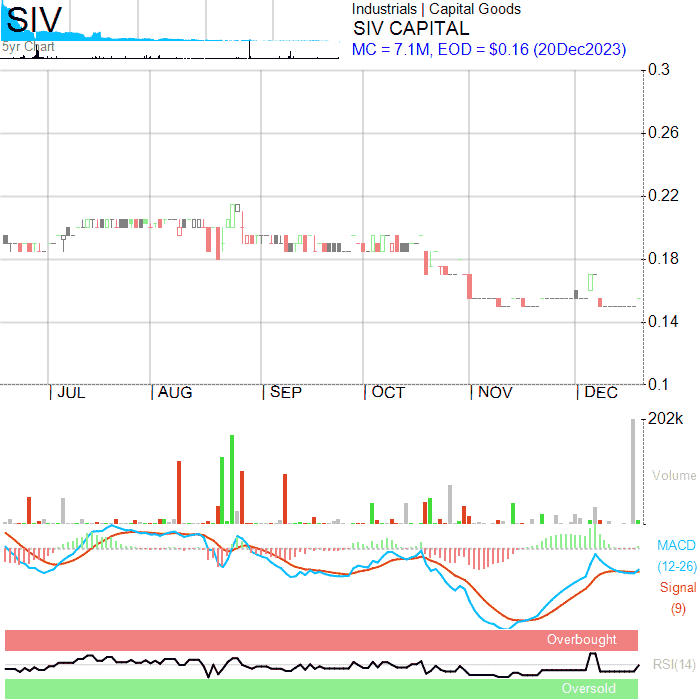 SIV
5yr Chart
Industrials | Capital Goods
SIV CAPITAL
MC = 7.1M, EOD = $0.16 (20Dec2023)
0.3
0.26
0.22
0.18
0.14
0.1
JUL AUG SEP OCT NOV DEC
202k
Volume
MACD
(12-26)
Signal
(9)
Overbought
RSI(14)
Oversold